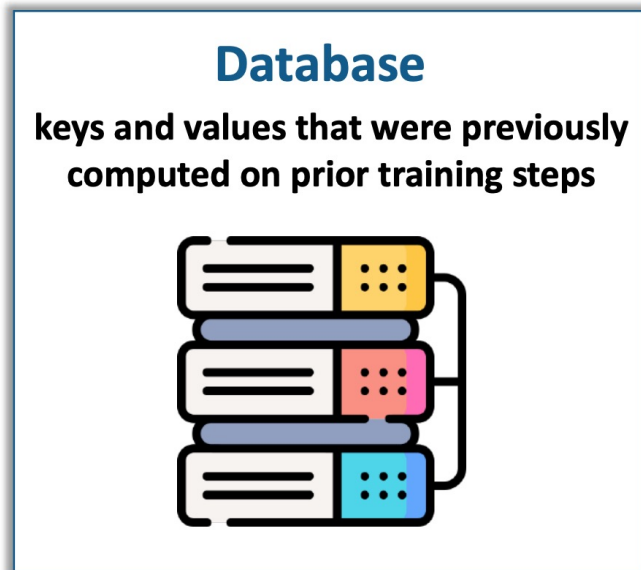 Database
keys and values that were previously
computed on prior training steps